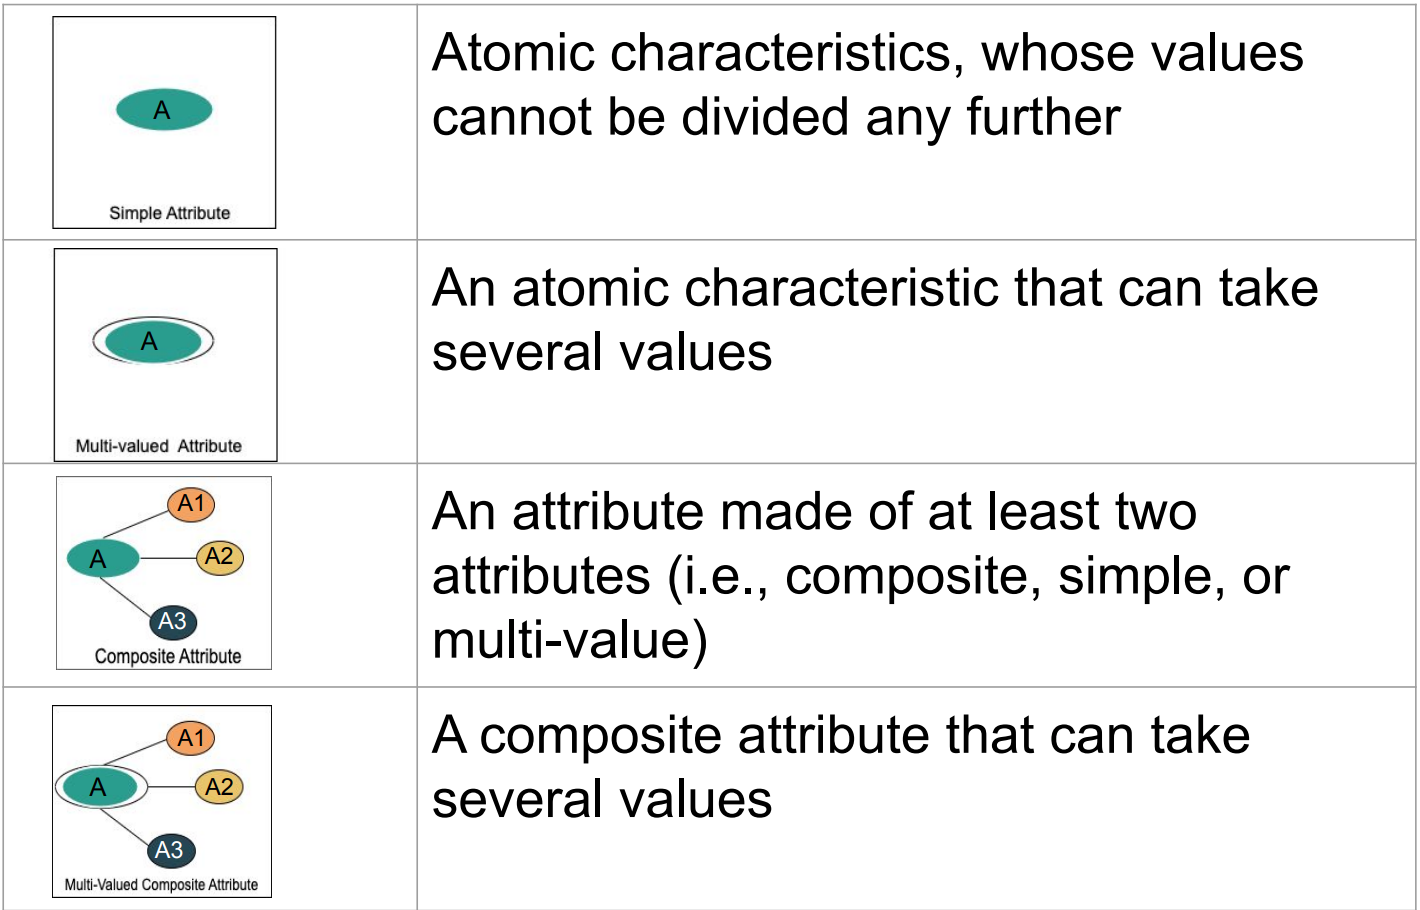 A
Simple Attribute
Atomic characteristics, whose values
cannot be divided any further
A
Multi-valued Attribute
An atomic characteristic that can take
several values
A1
A
A2
A3
Composite Attribute
An attribute made of at least two
attributes (i.e., composite, simple, or
multi-value)
A1
A
A2
A3
Multi-Valued Composite Attribute
A composite attribute that can take
several values